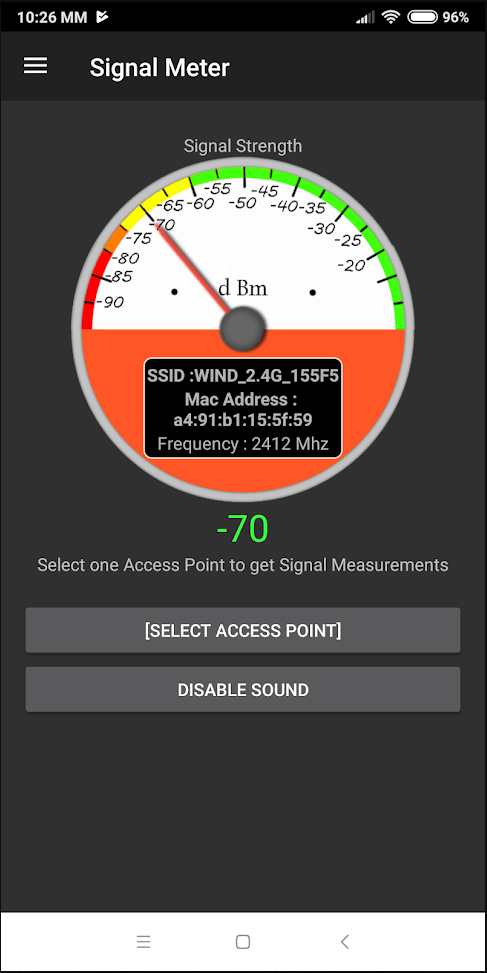 10:26 MM 96%
Signal Meter
Signal Strength
-90
-85
-80
-75
-70
-65
-60
-55
-50
-45
-40
-35
-30
-25
-20
d Bm
SSID :WIND_2.4G_155F5
Mac Address :
a4:91:b1:15:5f:59
Frequency : 2412 Mhz
-70
Select one Access Point to get Signal Measurements
[SELECT ACCESS POINT]
DISABLE SOUND